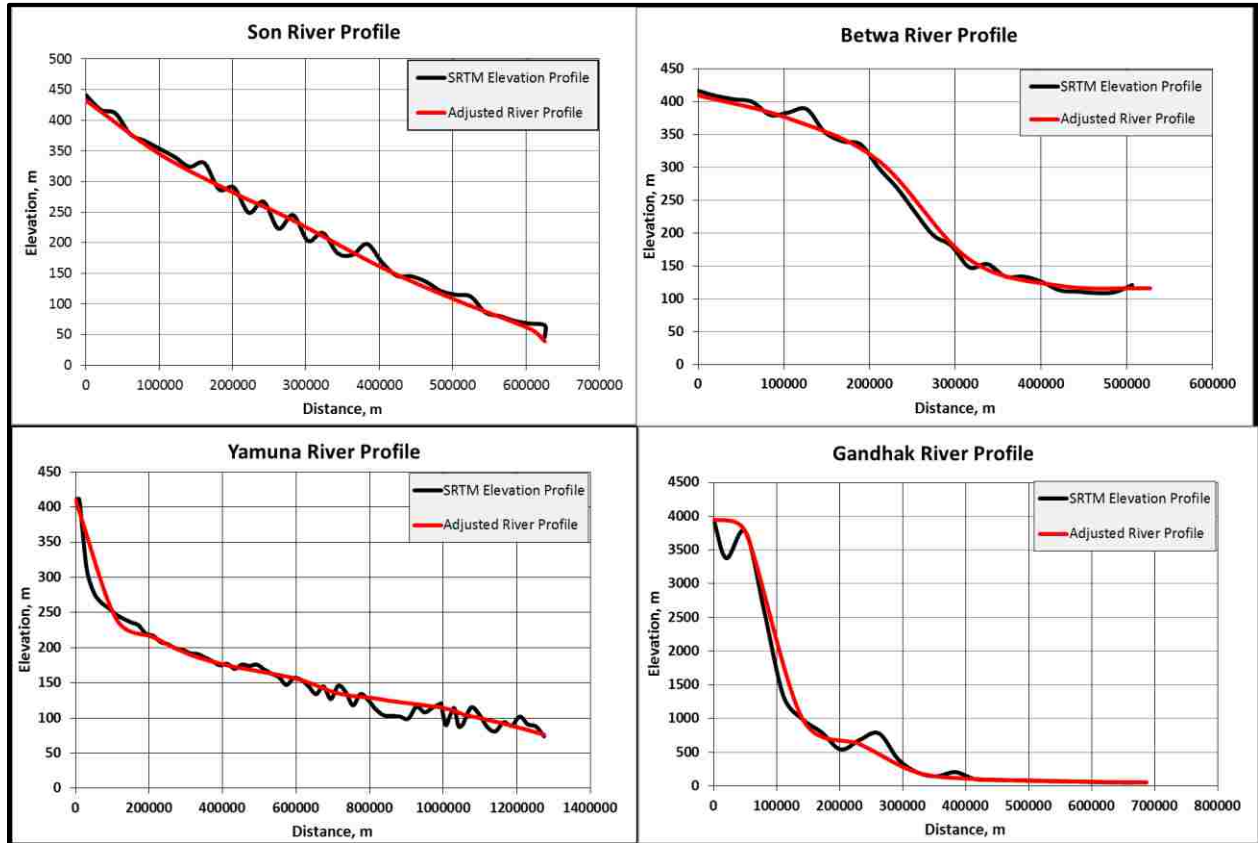 Son River Profile
500
450
400
350
300
250
200
150
100
50
0
Elevation, m
SRTM Elevation Profile
Adjusted River Profile
0 100000 200000 300000 400000 500000 600000 700000
Distance, m
Betwa River Profile
450
400
350
300
250
200
150
100
50
0
Elevation, m
SRTM Elevation Profile
Adjusted River Profile
0 100000 200000 300000 400000 500000 600000
Distance, m
Yamuna River Profile
450
400
350
300
250
200
150
100
50
0
Elevation, m
SRTM Elevation Profile
Adjusted River Profile
0 200000 400000 600000 800000 1000000 1200000 1400000
Distance, m
Gandhak River Profile
4500
4000
3500
3000
2500
2000
1500
1000
500
0
Elevation, m
SRTM Elevation Profile
Adjusted River Profile
0 100000 200000 300000 400000 500000 600000 700000 800000
Distance, m